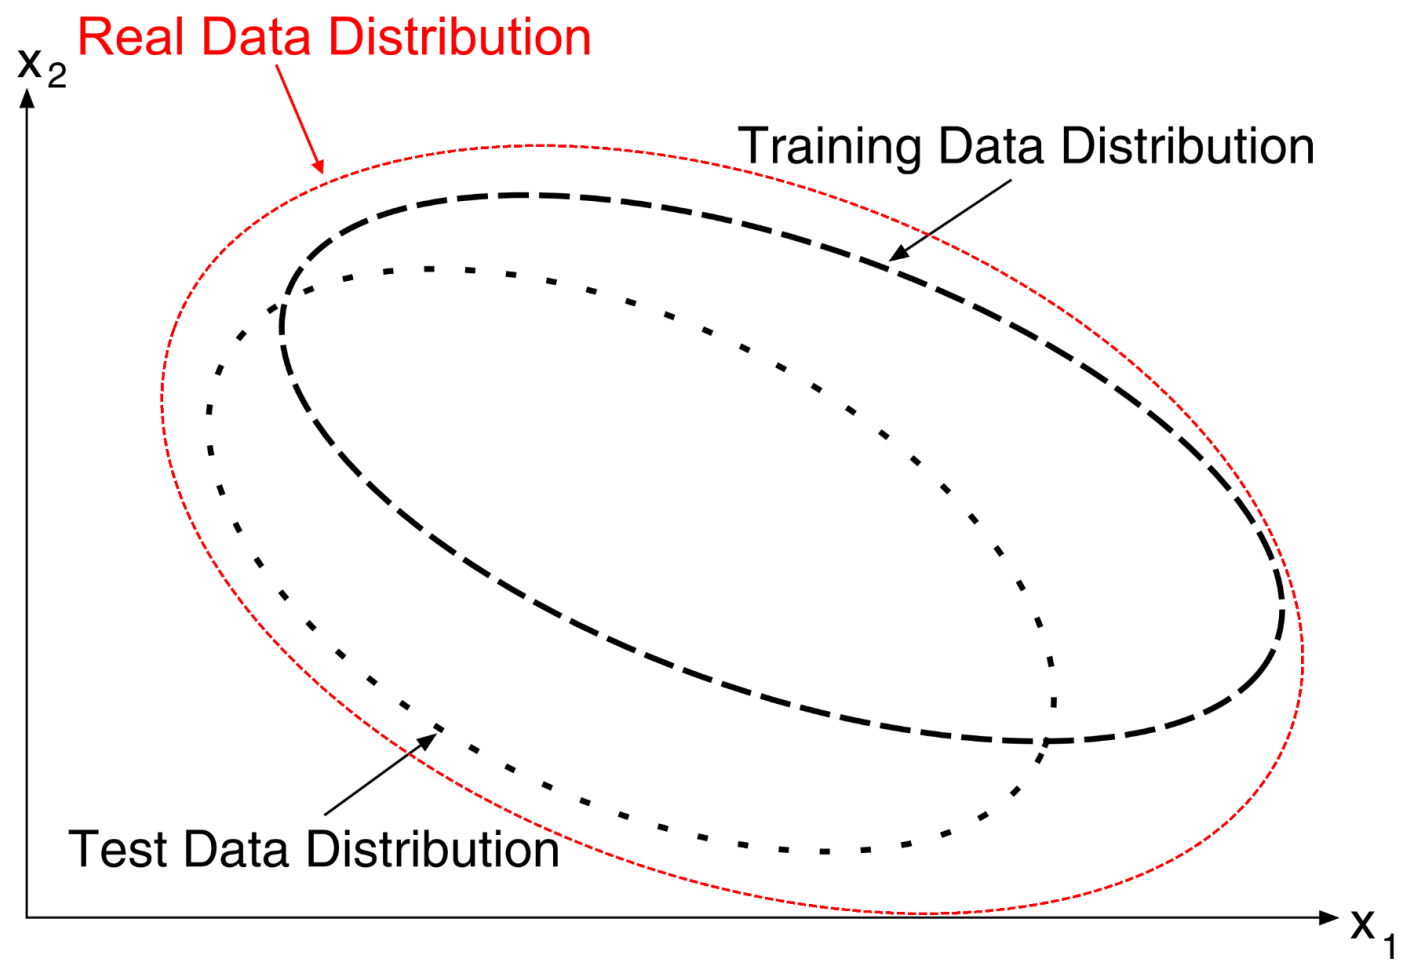 Real Data Distribution
x2
Training Data Distribution
Test Data Distribution
x1